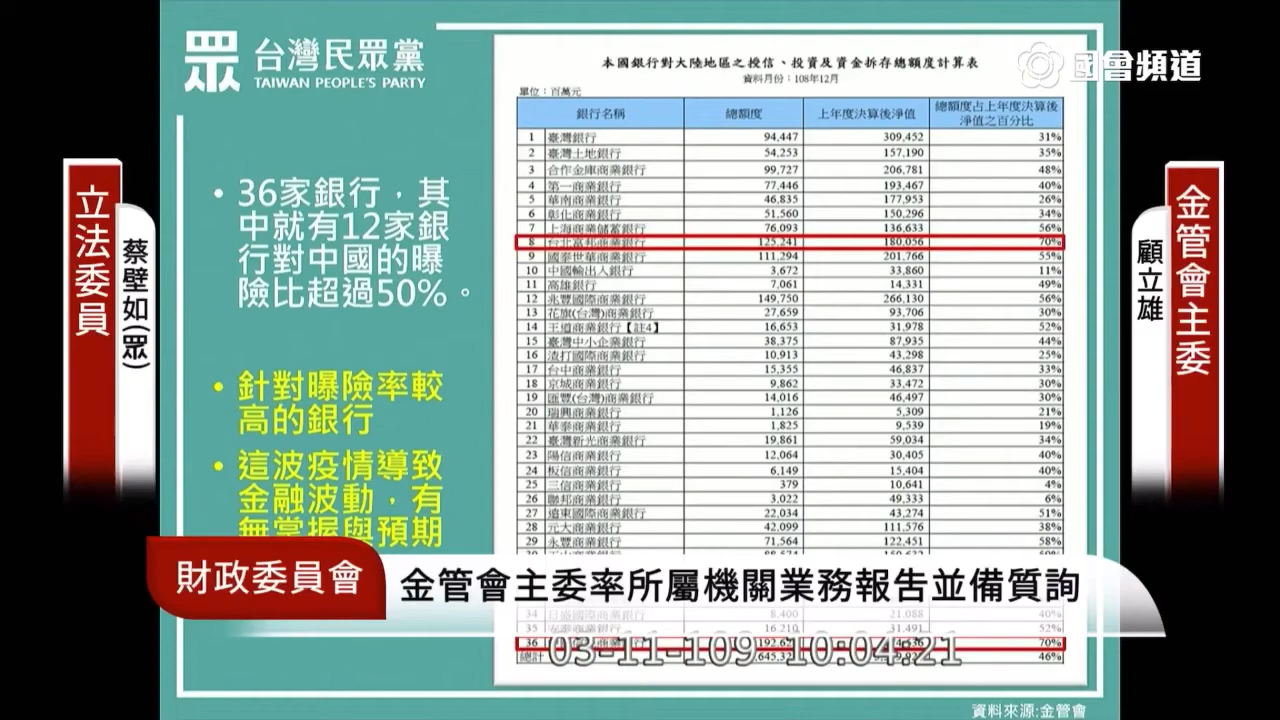 眾 台灣民眾黨
TAIWAN PEOPLE'S PARTY
國會頻道
立法委員
蔡壁如(眾)
金管會主委
顧立雄
• 36家銀行，其
中就有12家銀
行對中國的曝
險比超過50%。
• 針對曝險率較
高的銀行
• 這波疫情導致
金融波動，有
無掌握與預期
本國銀行對大陸地區之授信、投資及資金拆存總額度計算表
資料月份：108年12月
單位：百萬元
銀行名稱 總額度 上年度決算後淨值 總額度占上年度決算後
淨值之百分比
1 臺灣銀行 94,447 309,452 31%
2 臺灣土地銀行 54,253 157,190 35%
3 合作金庫商業銀行 99,727 206,781 48%
4 第一商業銀行 77,446 193,467 40%
5 華南商業銀行 46,835 177,953 26%
6 彰化商業銀行 51,560 150,296 34%
7 上海商業儲蓄銀行 76,093 136,633 56%
8 台北富邦商業銀行 125,241 180,056 70%
9 國泰世華商業銀行 111,294 201,766 55%
10 中國輸出入銀行 3,672 33,860 11%
11 高雄銀行 7,061 14,331 49%
12 兆豐國際商業銀行 149,750 266,130 56%
13 花旗(台灣)商業銀行 27,659 93,706 30%
14 王道商業銀行【註4】 16,653 31,978 52%
15 臺灣中小企業銀行 38,375 87,935 44%
16 渣打國際商業銀行 10,913 43,298 25%
17 台中商業銀行 15,355 46,837 33%
18 京城商業銀行 9,862 33,472 30%
19 匯豐(台灣)商業銀行 14,016 46,497 30%
20 瑞興商業銀行 1,126 5,309 21%
21 華泰商業銀行 1,825 9,539 19%
22 臺灣新光商業銀行 19,861 59,034 34%
23 陽信商業銀行 12,064 30,405 40%
24 板信商業銀行 6,149 15,404 40%
25 三信商業銀行 379 10,641 4%
26 聯邦商業銀行 3,022 49,333 6%
27 遠東國際商業銀行 22,034 43,274 51%
28 元大商業銀行 42,099 111,576 38%
29 永豐商業銀行 71,564 122,451 58%
財政委員會
金管會主委率所屬機關業務報告並備質詢
34 日盛國際商業銀行 8,400 21,088 40%
35 安泰商業銀行 16,210 31,491 52%
36 70%
總計 46%
03-11-109 10:04:21
資料來源:金管會